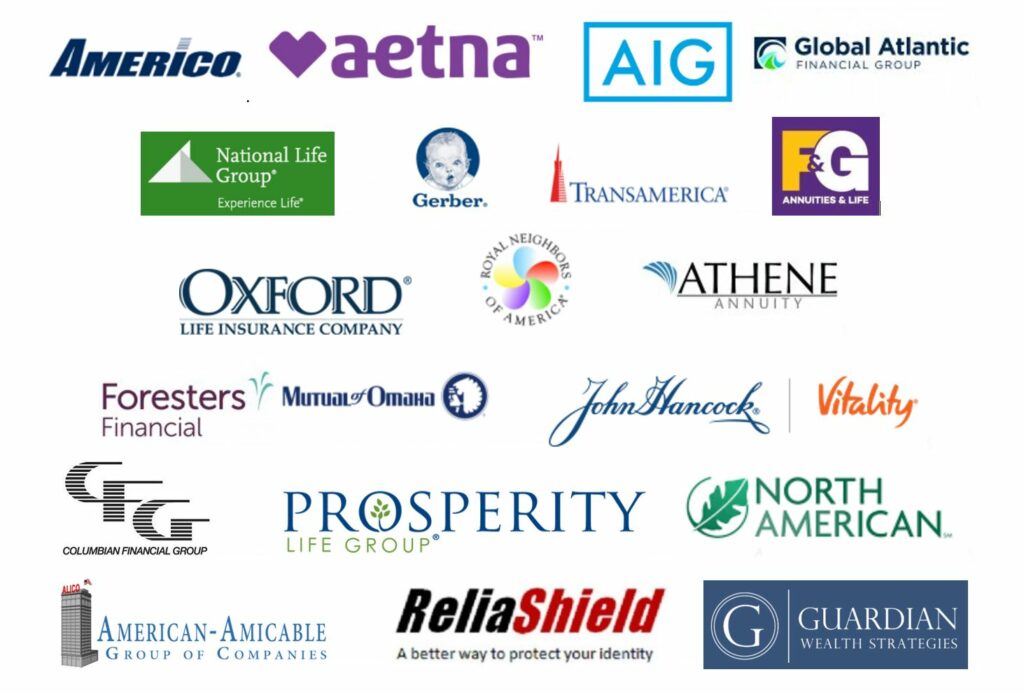 AMERICO®
aetna™
AIG
Global Atlantic
FINANCIAL GROUP
National Life
Group®
Experience Life®
Gerber®
TRANSAMERICA®
F&G
ANNUITIES & LIFE
OXFORD®
LIFE INSURANCE COMPANY
ROYAL NEIGHBORS
OF AMERICA®
ATHENE
ANNUITY
Foresters
Financial
MUTUAL of OMAHA
John Hancock®
Vitality®
CFG
COLUMBIAN FINANCIAL GROUP
PROSPERITY
LIFE GROUP®
NORTH
AMERICAN℠
ALICO
AMERICAN-AMICABLE
GROUP OF COMPANIES
ReliaShield
A better way to protect your identity
G
GUARDIAN
WEALTH STRATEGIES